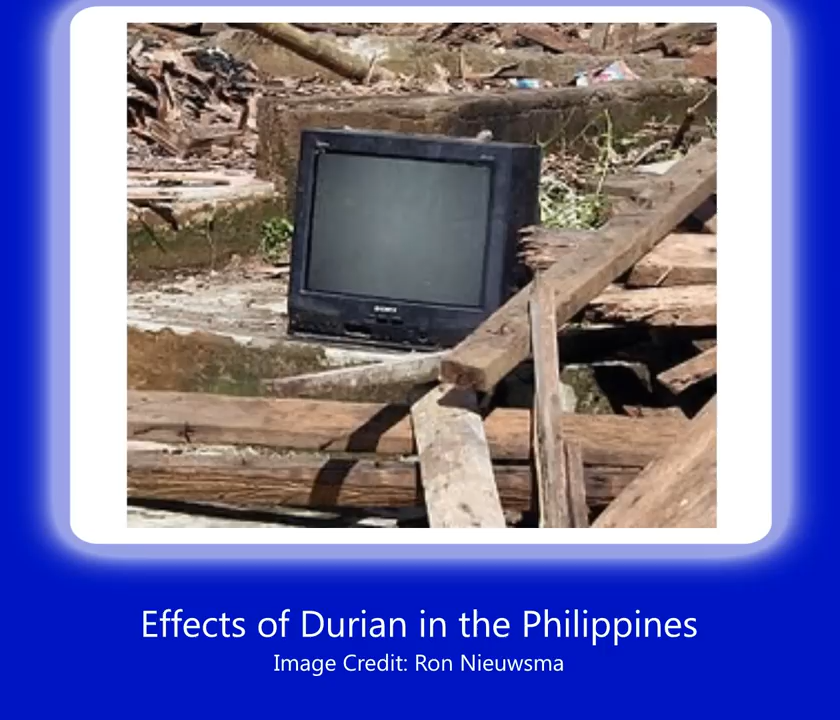 Effects of Durian in the Philippines
Image Credit: Ron Nieuwsma